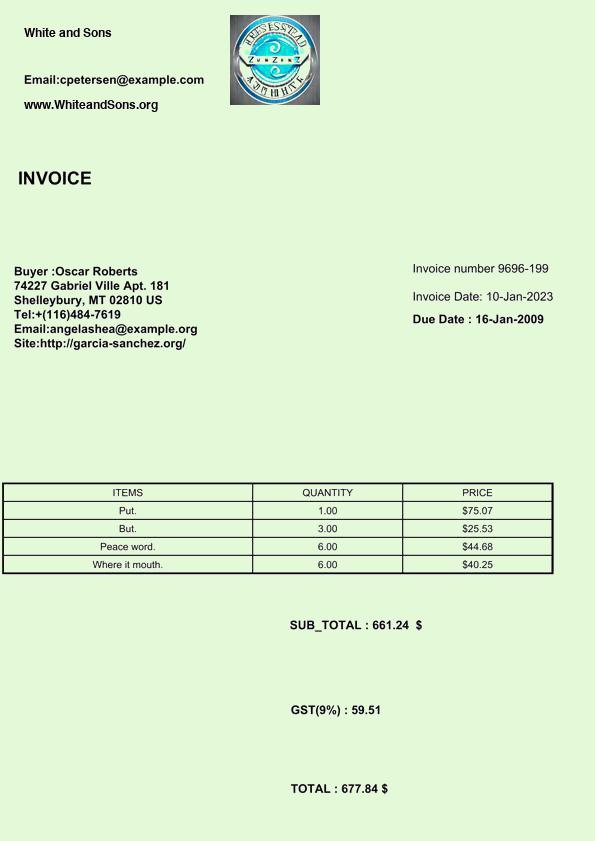 White and Sons
Email:cpetersen@example.com
www.WhiteandSons.org
INVOICE
Buyer :Oscar Roberts
74227 Gabriel Ville Apt. 181
Shelleybury, MT 02810 US
Tel:+(116)484-7619
Email:angelashea@example.org
Site:http://garcia-sanchez.org/
Invoice number 9696-199
Invoice Date: 10-Jan-2023
Due Date : 16-Jan-2009
ITEMS QUANTITY PRICE
Put. 1.00 $75.07
But. 3.00 $25.53
Peace word. 6.00 $44.68
Where it mouth. 6.00 $40.25
SUB_TOTAL : 661.24 $
GST(9%) : 59.51
TOTAL : 677.84 $